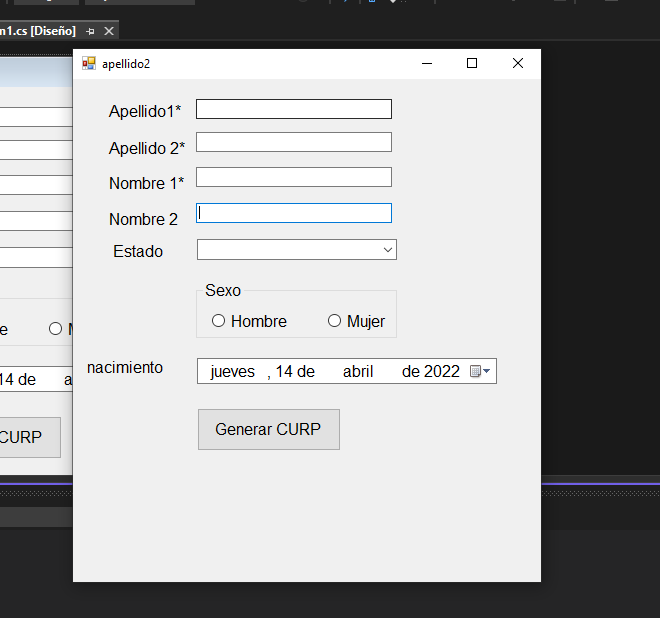 m1.cs [Diseño]
apellido2
Apellido1*
Apellido 2*
Nombre 1*
Nombre 2
Estado
Sexo
Hombre
Mujer
nacimiento
jueves , 14 de abril de 2022
Generar CURP
e
14 de a
CURP